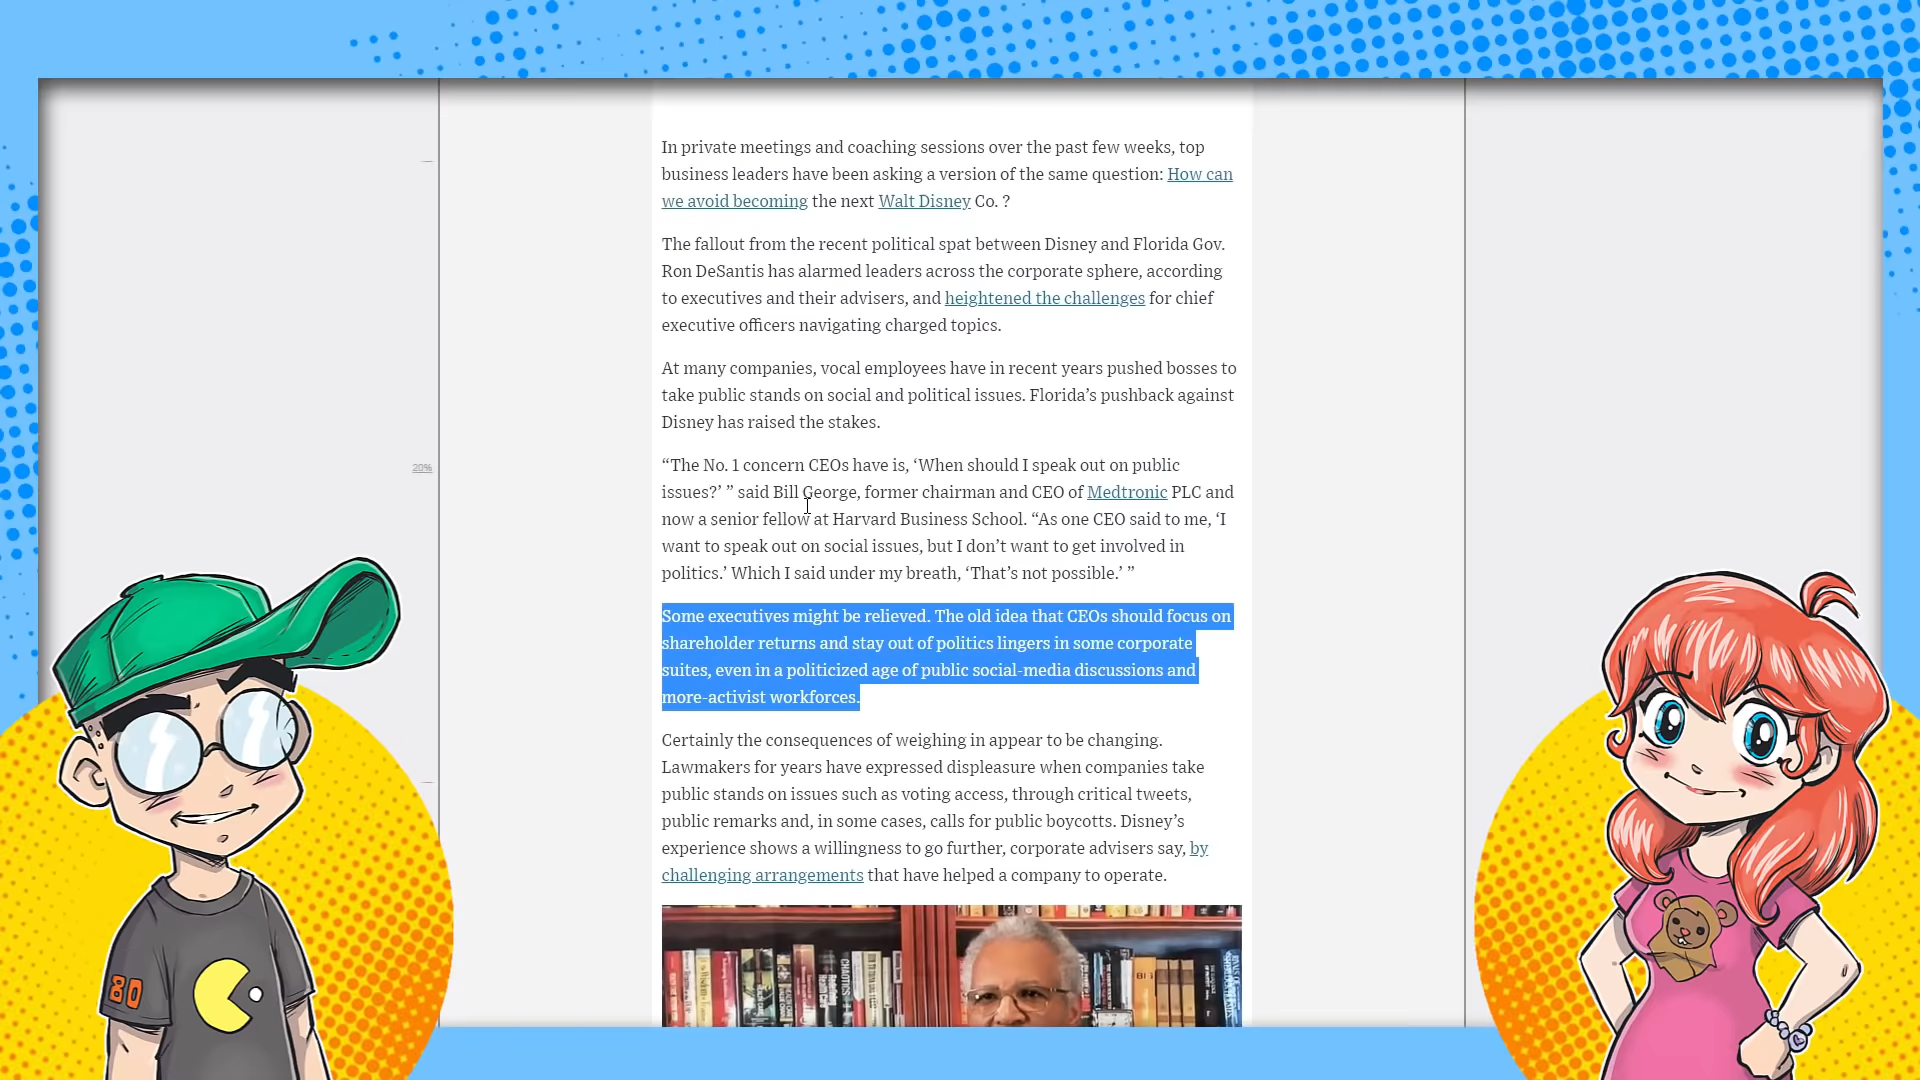 In private meetings and coaching sessions over the past few weeks, top
business leaders have been asking a version of the same question: How can
we avoid becoming the next Walt Disney Co. ?
The fallout from the recent political spat between Disney and Florida Gov.
Ron DeSantis has alarmed leaders across the corporate sphere, according
to executives and their advisers, and heightened the challenges for chief
executive officers navigating charged topics.
At many companies, vocal employees have in recent years pushed bosses to
take public stands on social and political issues. Florida’s pushback against
Disney has raised the stakes.
20%
“The No. 1 concern CEOs have is, ‘When should I speak out on public
issues?’ ” said Bill George, former chairman and CEO of Medtronic PLC and
now a senior fellow at Harvard Business School. “As one CEO said to me, ‘I
want to speak out on social issues, but I don’t want to get involved in
politics.’ Which I said under my breath, ‘That’s not possible.’ ”
Some executives might be relieved. The old idea that CEOs should focus on
shareholder returns and stay out of politics lingers in some corporate
suites, even in a politicized age of public social-media discussions and
more-activist workforces.
Certainly the consequences of weighing in appear to be changing.
Lawmakers for years have expressed displeasure when companies take
public stands on issues such as voting access, through critical tweets,
public remarks and, in some cases, calls for public boycotts. Disney’s
experience shows a willingness to go further, corporate advisers say, by
challenging arrangements that have helped a company to operate.
80